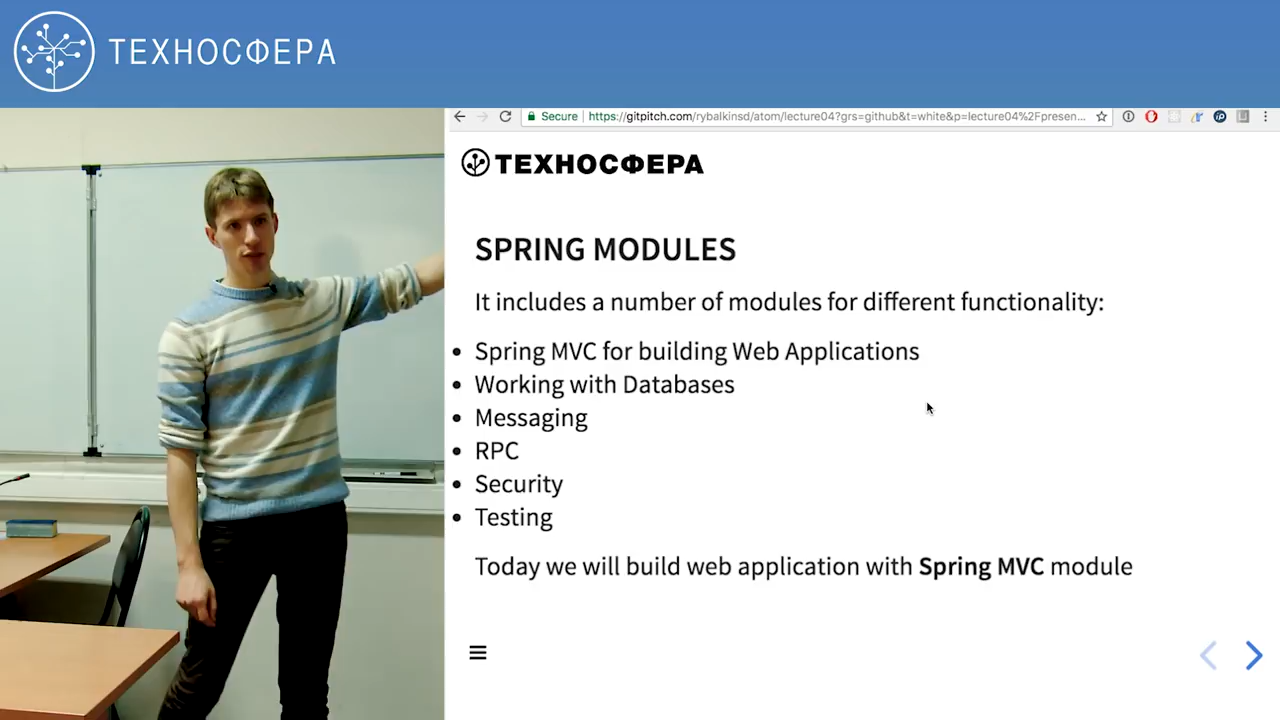 ТЕХНОСФЕРА
Secure https://gitpitch.com/rybalkinsd/atom/lecture04?grs=github&t=white&p=lecture04%2Fpresen...
ТЕХНОСФЕРА
SPRING MODULES
It includes a number of modules for different functionality:
• Spring MVC for building Web Applications
• Working with Databases
• Messaging
• RPC
• Security
• Testing
Today we will build web application with Spring MVC module